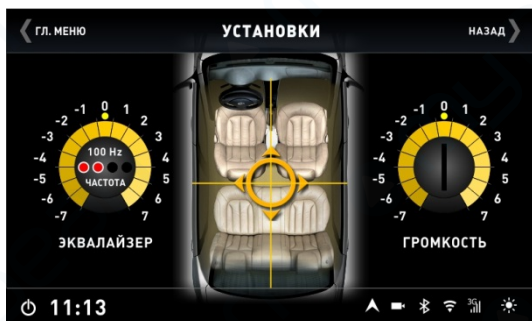 ГЛ. МЕНЮ
УСТАНОВКИ
НАЗАД
-7 -6 -5 -4 -3 -2 -1 0 1 2 3 4 5 6 7
100 Hz
ЧАСТОТА
ЭКВАЛАЙЗЕР
-7 -6 -5 -4 -3 -2 -1 0 1 2 3 4 5 6 7
ГРОМКОСТЬ
11:13
3G